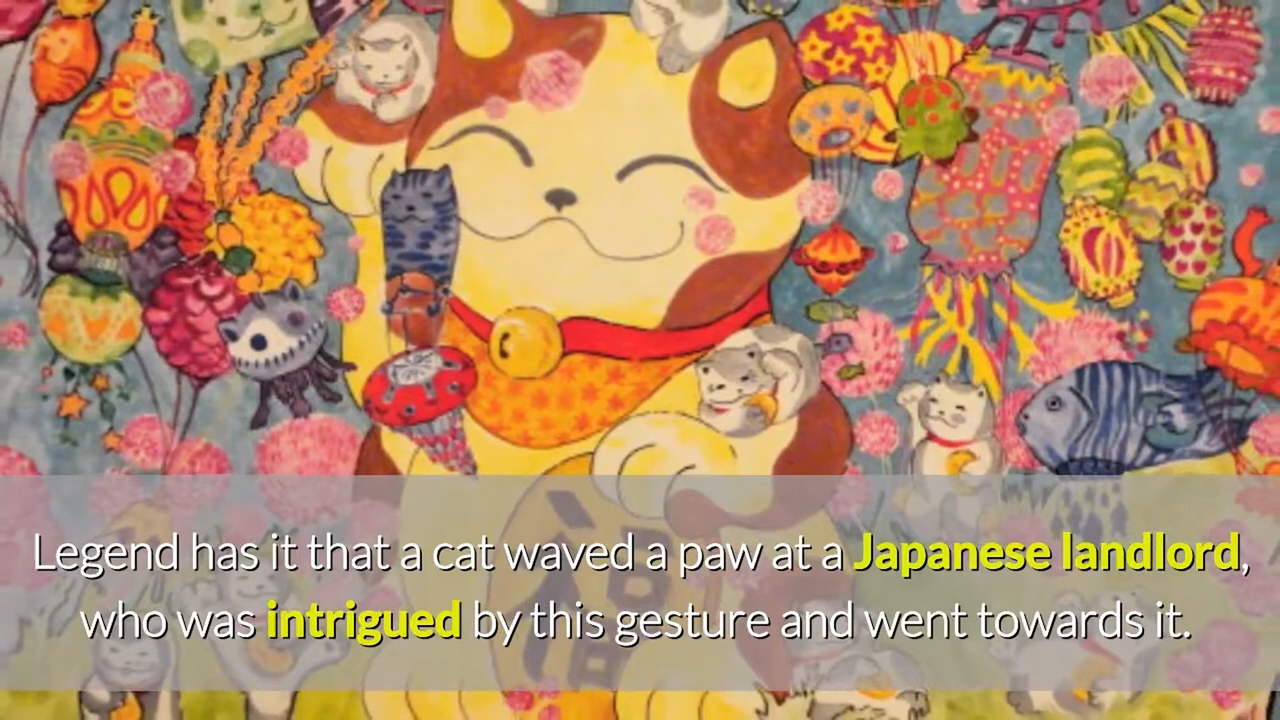 Legend has it that a cat waved a paw at a Japanese landlord,
who was intrigued by this gesture and went towards it.